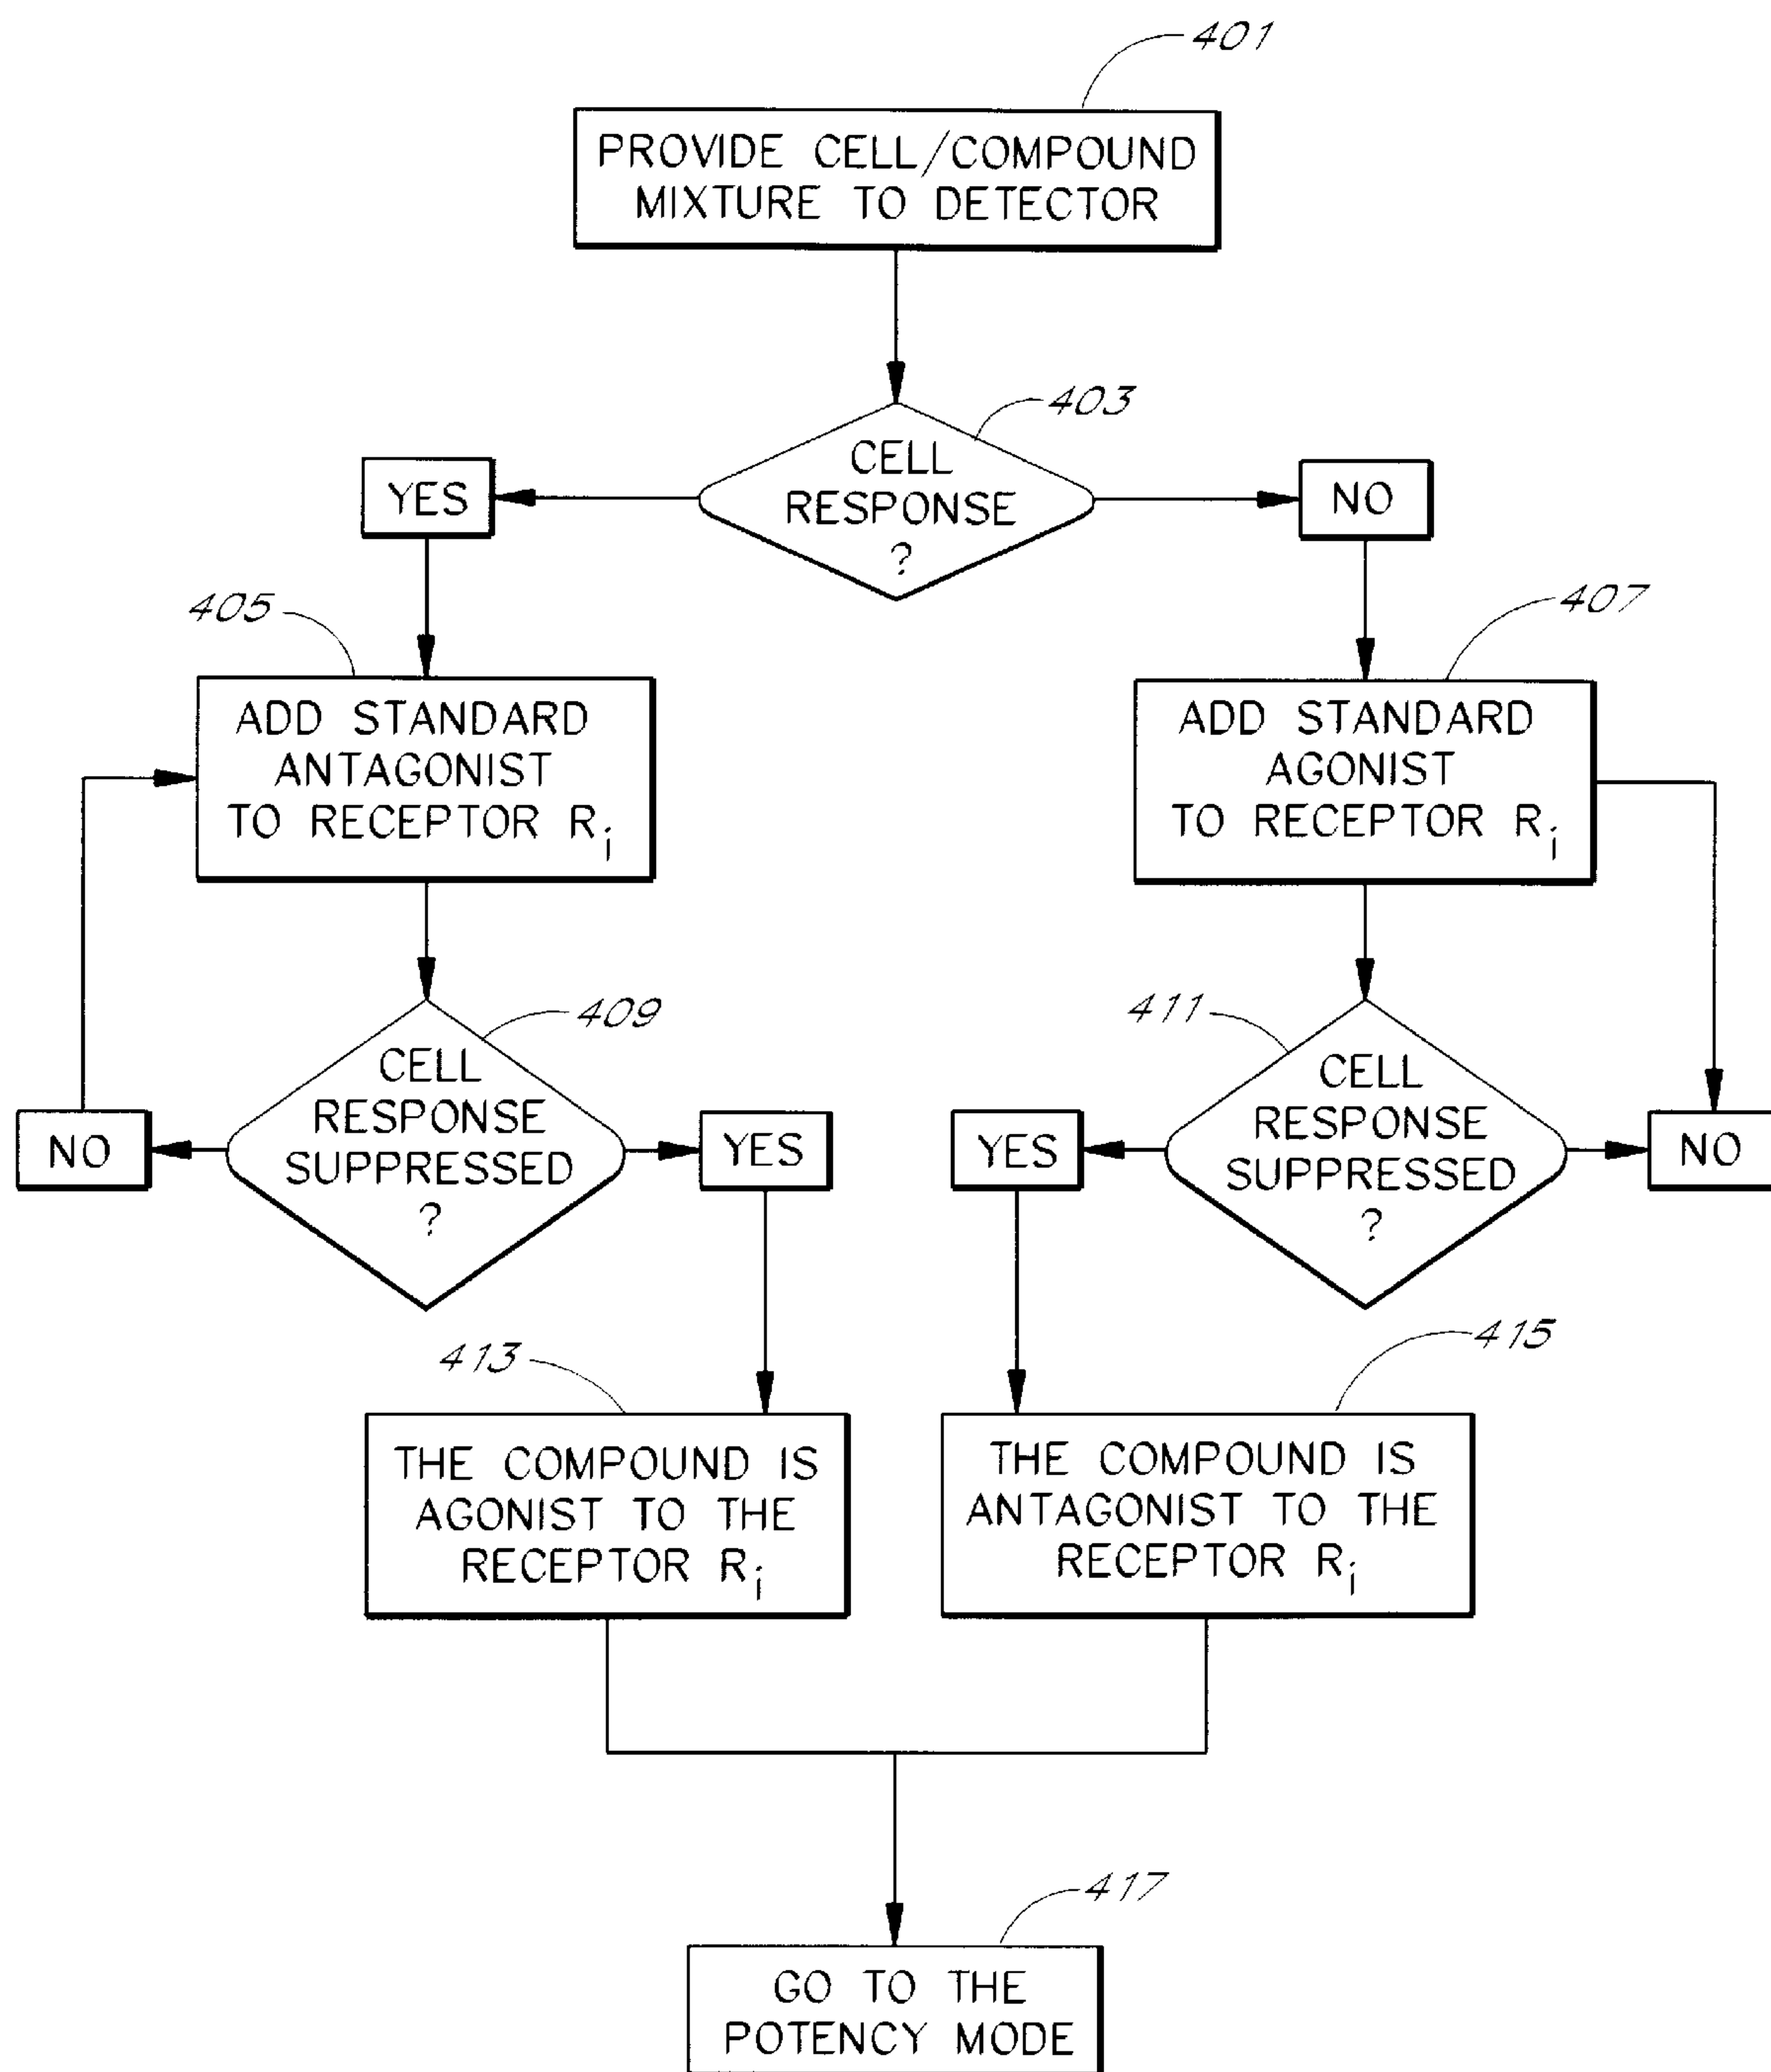 401
PROVIDE CELL/COMPOUND
MIXTURE TO DETECTOR
403
CELL
RESPONSE
?
YES
NO
405
ADD STANDARD
ANTAGONIST
TO RECEPTOR Ri
407
ADD STANDARD
AGONIST
TO RECEPTOR Ri
409
CELL
RESPONSE
SUPPRESSED
?
NO
YES
411
CELL
RESPONSE
SUPPRESSED
?
YES
NO
413
THE COMPOUND IS
AGONIST TO THE
RECEPTOR Ri
415
THE COMPOUND IS
ANTAGONIST TO THE
RECEPTOR Ri
417
GO TO THE
POTENCY MODE